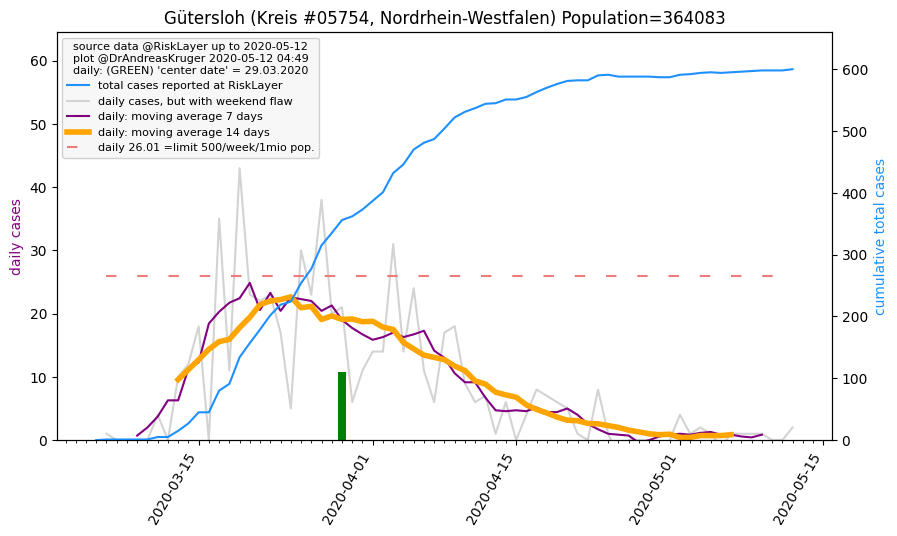 Gütersloh (Kreis #05754, Nordrhein-Westfalen) Population=364083
source data @RiskLayer up to 2020-05-12
plot @DrAndreasKruger 2020-05-12 04:49
daily: (GREEN) 'center date' = 29.03.2020
total cases reported at RiskLayer
daily cases, but with weekend flaw
daily: moving average 7 days
daily: moving average 14 days
daily 26.01 =limit 500/week/1mio pop.
daily cases
60
50
40
30
20
10
0
600
500
400
300
200
100
0
cumulative total cases
2020-03-15
2020-04-01
2020-04-15
2020-05-01
2020-05-15